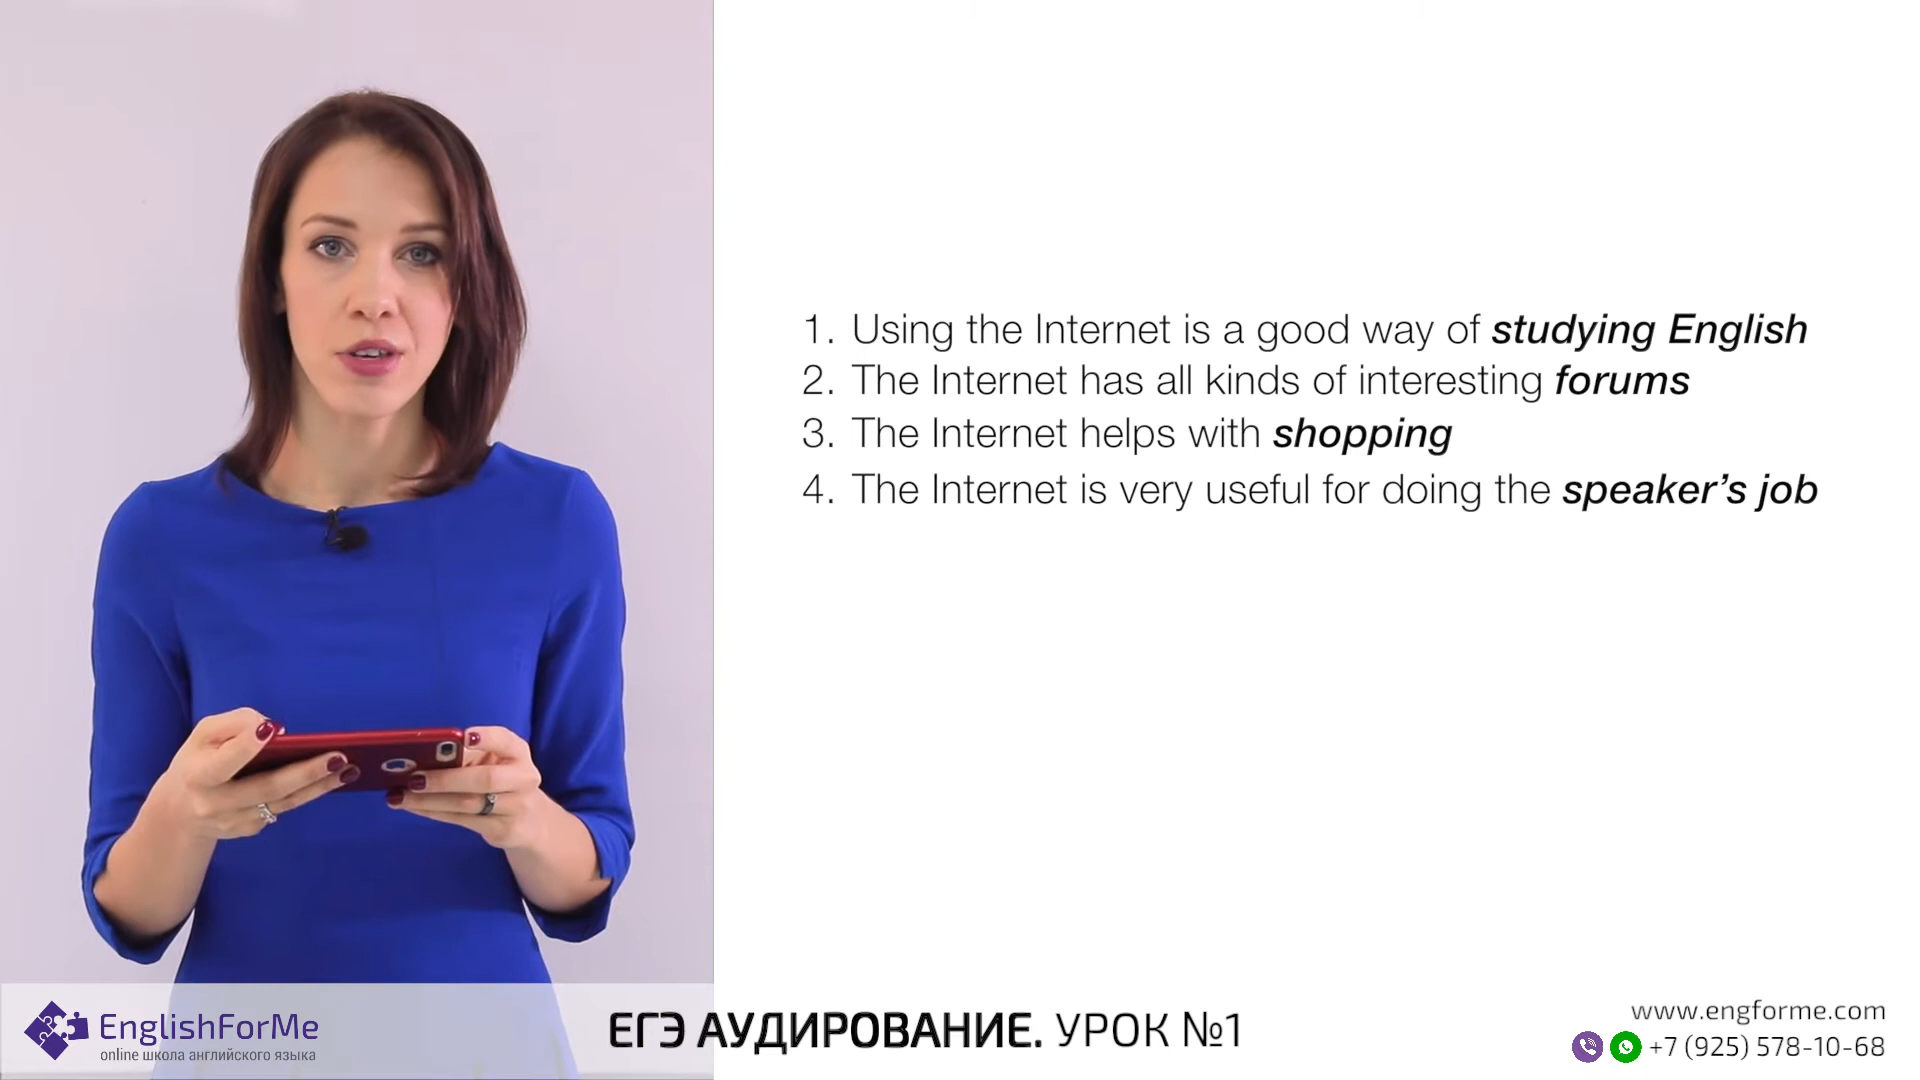 1. Using the Internet is a good way of studying English
2. The Internet has all kinds of interesting forums
3. The Internet helps with shopping
4. The Internet is very useful for doing the speaker's job
EnglishForMe
online школа английского языка
ЕГЭ АУДИРОВАНИЕ. УРОК №1
www.engforme.com
+7 (925) 578-10-68